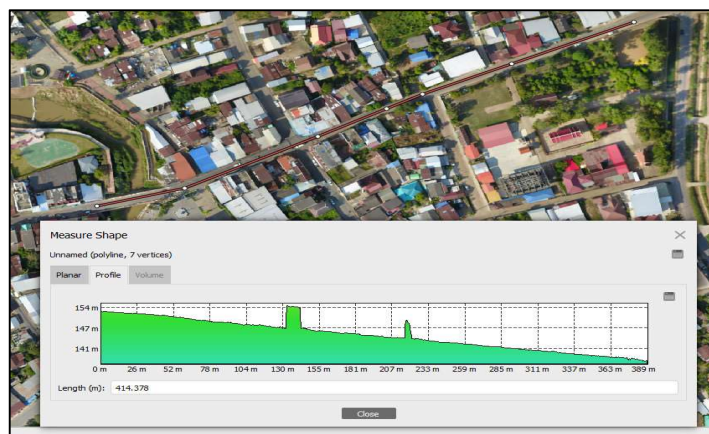 Measure Shape
Unnamed (polyline, 7 vertices)
Planar Profile Volume
154 m
147 m
141 m
0 m 26 m 52 m 78 m 104 m 130 m 155 m 181 m 207 m 233 m 259 m 285 m 311 m 337 m 363 m 389 m
Length (m): 414.378
Close